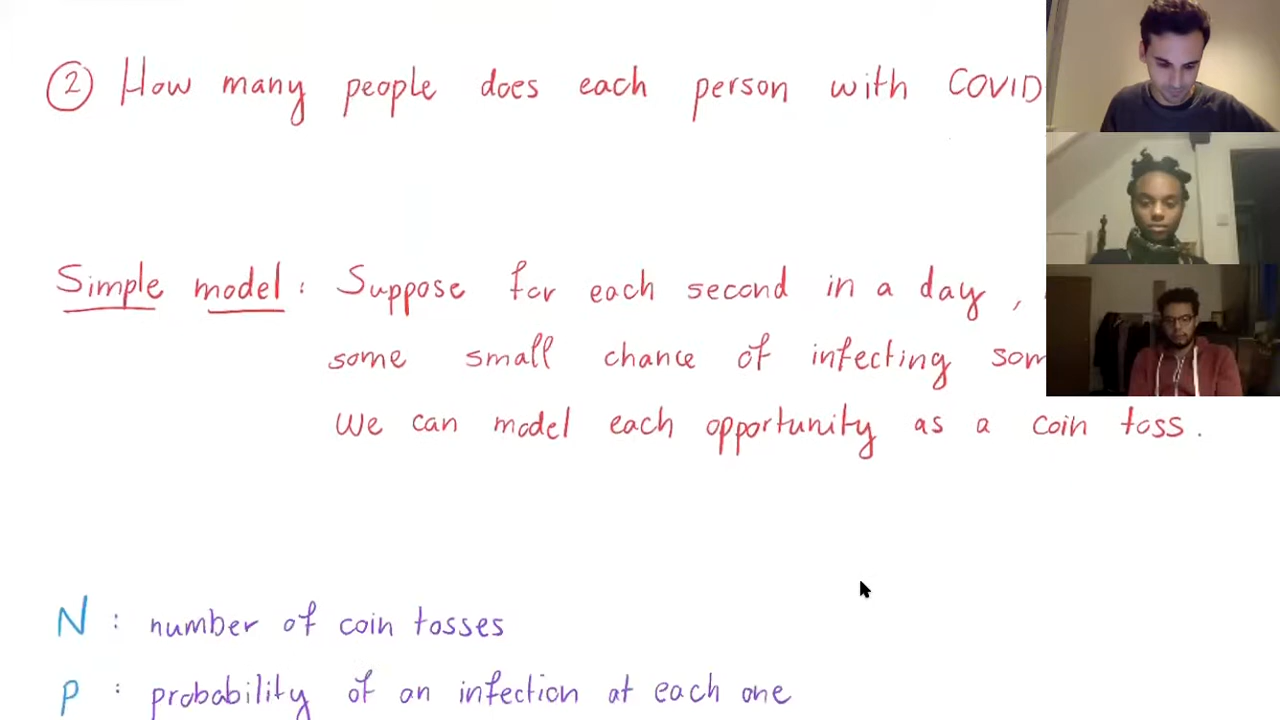 ② How many people does each person with COVID
Simple model : Suppose for each second in a day ,
some small chance of infecting som
We can model each opportunity as a coin toss .
N : number of coin tosses
P : probability of an infection at each one